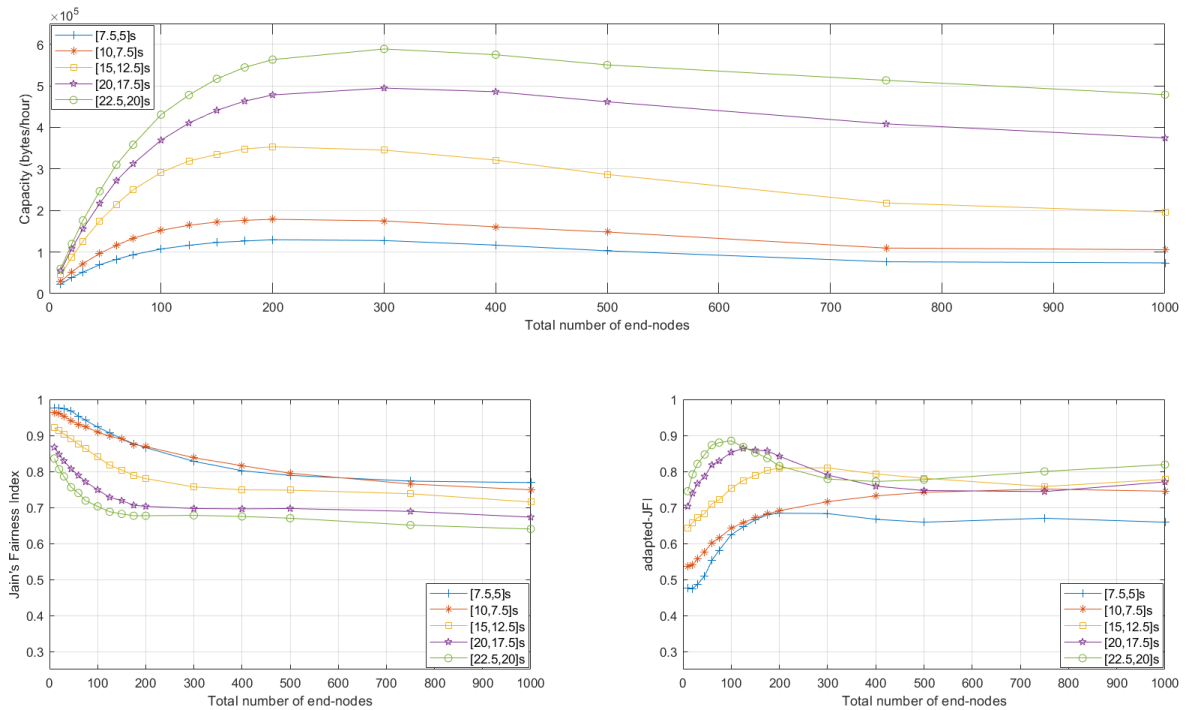 ×10⁵
[7.5,5]s
[10,7.5]s
[15,12.5]s
[20,17.5]s
[22.5,20]s
Capacity (bytes/hour)
6
5
4
3
2
1
0
0 100 200 300 400 500 600 700 800 900 1000
Total number of end-nodes
Jain's Fairness Index
1
0.9
0.8
0.7
0.6
0.5
0.4
0.3
[7.5,5]s
[10,7.5]s
[15,12.5]s
[20,17.5]s
[22.5,20]s
0 100 200 300 400 500 600 700 800 900 1000
Total number of end-nodes
adapted-JFI
1
0.9
0.8
0.7
0.6
0.5
0.4
0.3
[7.5,5]s
[10,7.5]s
[15,12.5]s
[20,17.5]s
[22.5,20]s
0 100 200 300 400 500 600 700 800 900 1000
Total number of end-nodes